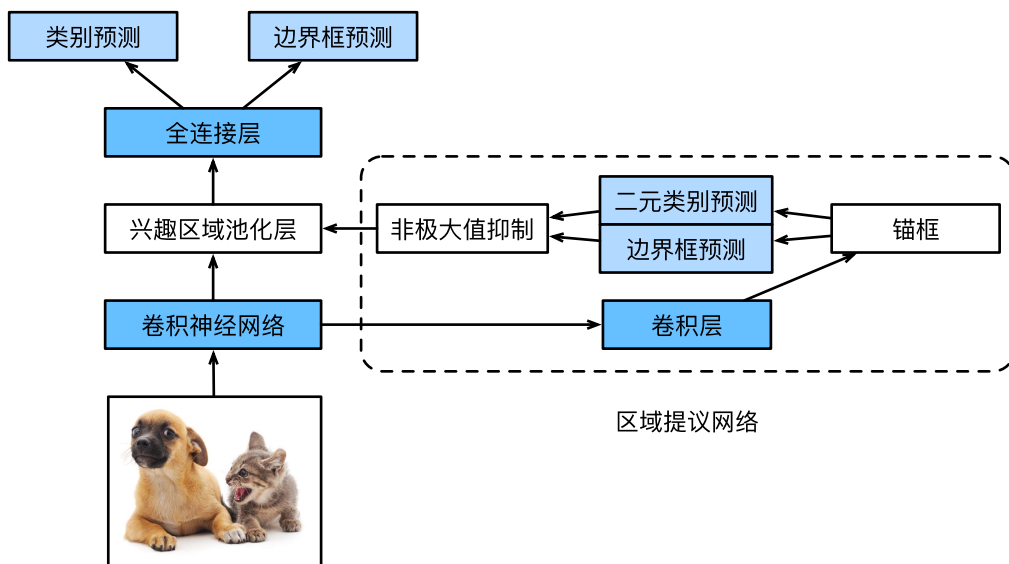 类别预测
边界框预测
全连接层
兴趣区域池化层
非极大值抑制
二元类别预测
边界框预测
锚框
卷积神经网络
卷积层
区域提议网络